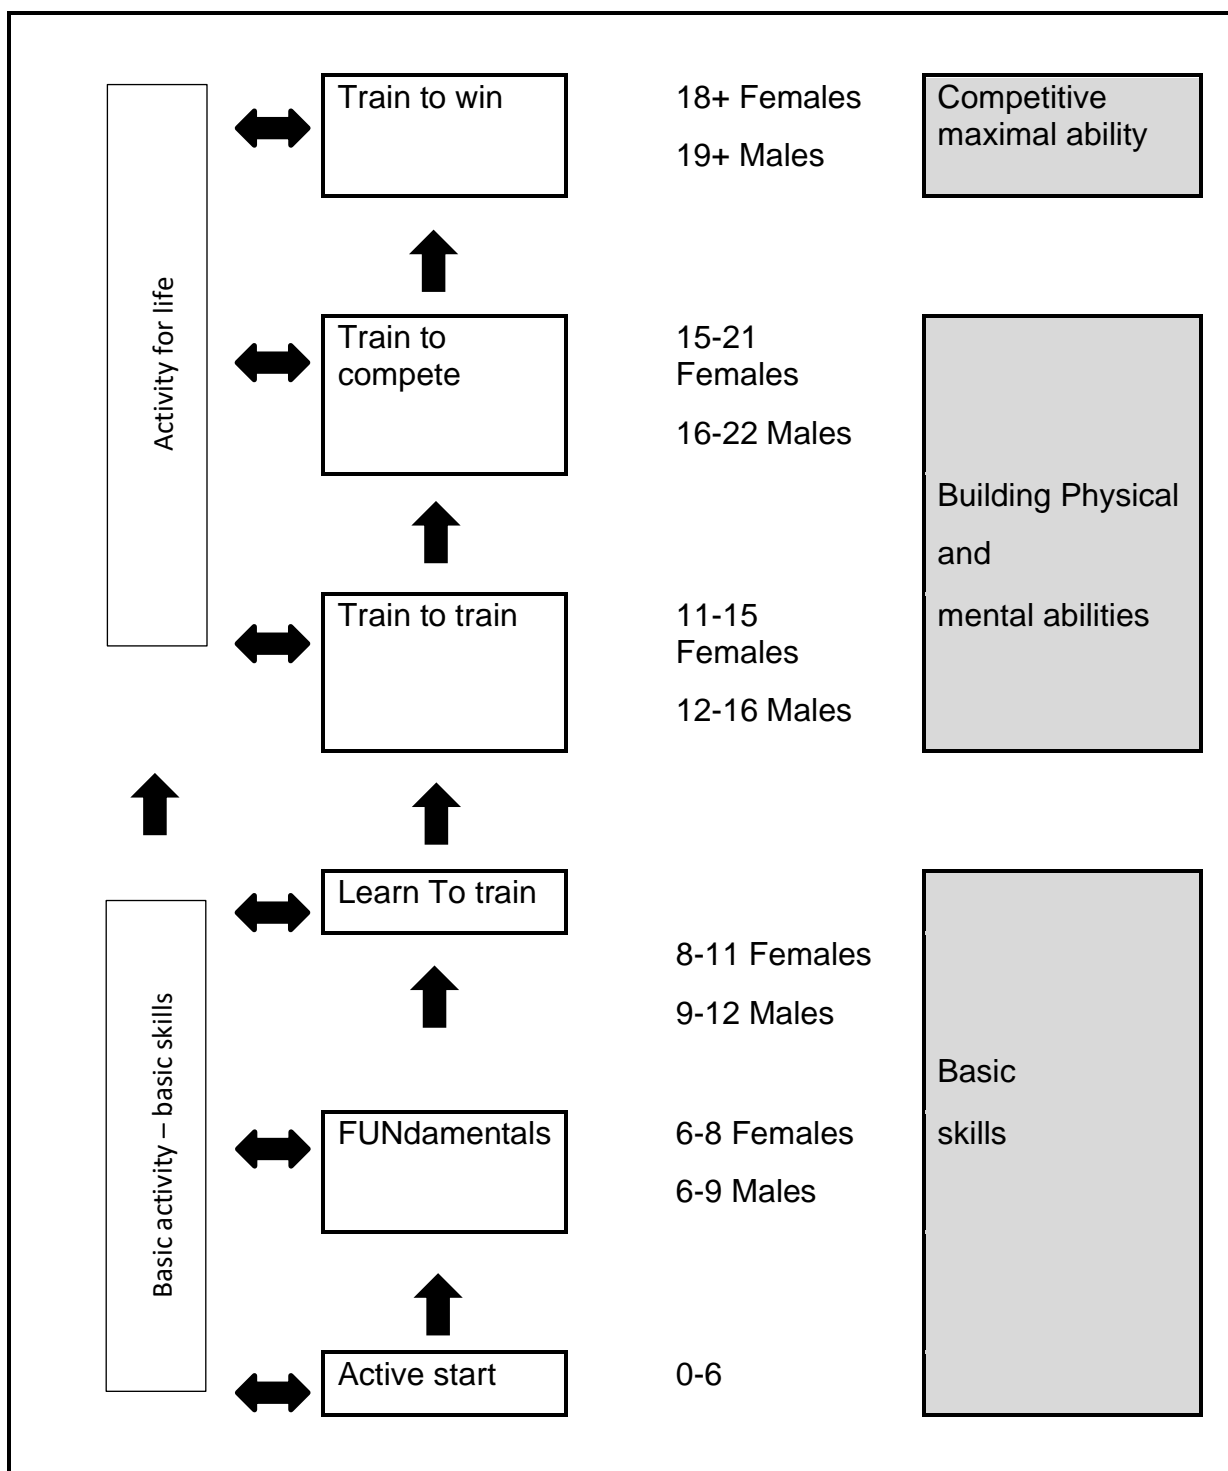 Activity for life
Train to win
18+ Females
19+ Males
Competitive
maximal ability
Train to
compete
15-21
Females
16-22 Males
Building Physical
and
mental abilities
Train to train
11-15
Females
12-16 Males
Basic activity – basic skills
Learn To train
8-11 Females
9-12 Males
Basic
skills
FUNdamentals
6-8 Females
6-9 Males
Active start
0-6